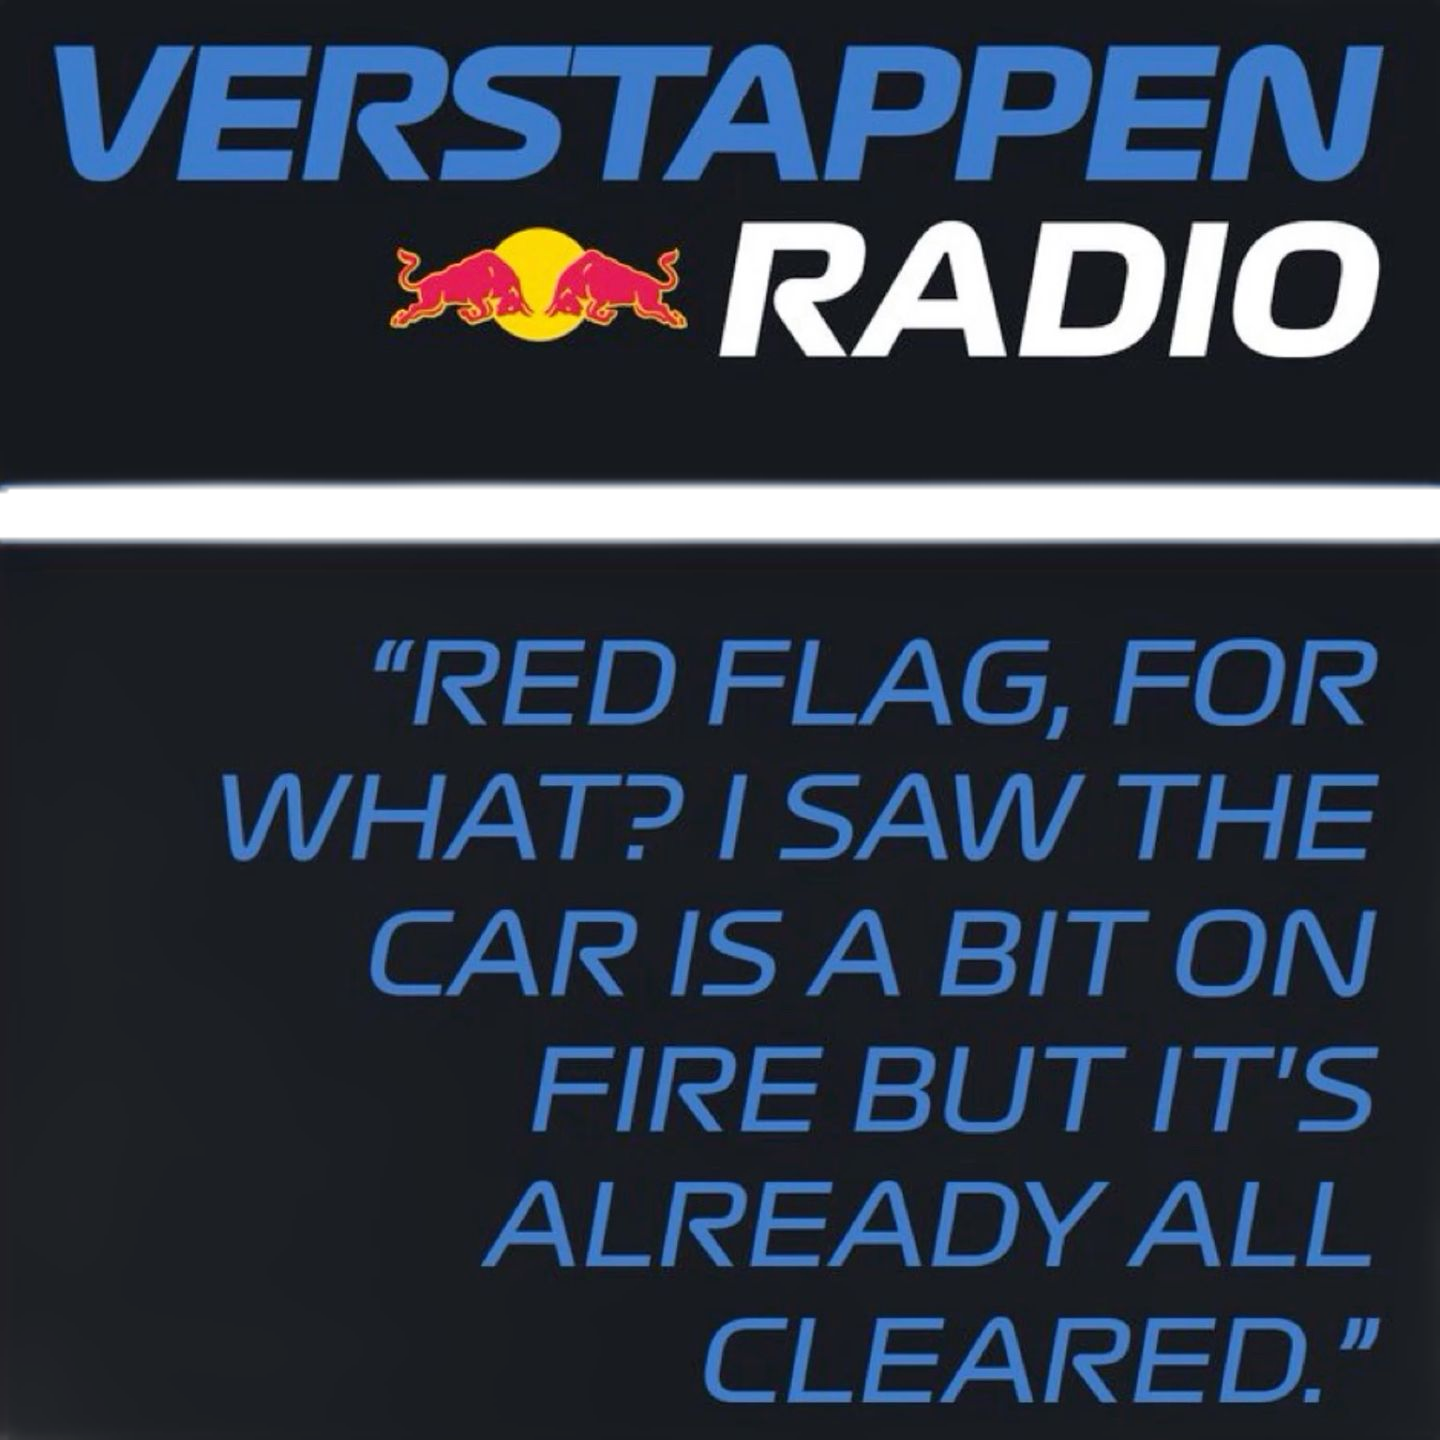 VERSTAPPEN
RADIO
“RED FLAG, FOR
WHAT? I SAW THE
CAR IS A BIT ON
FIRE BUT IT'S
ALREADY ALL
CLEARED.”